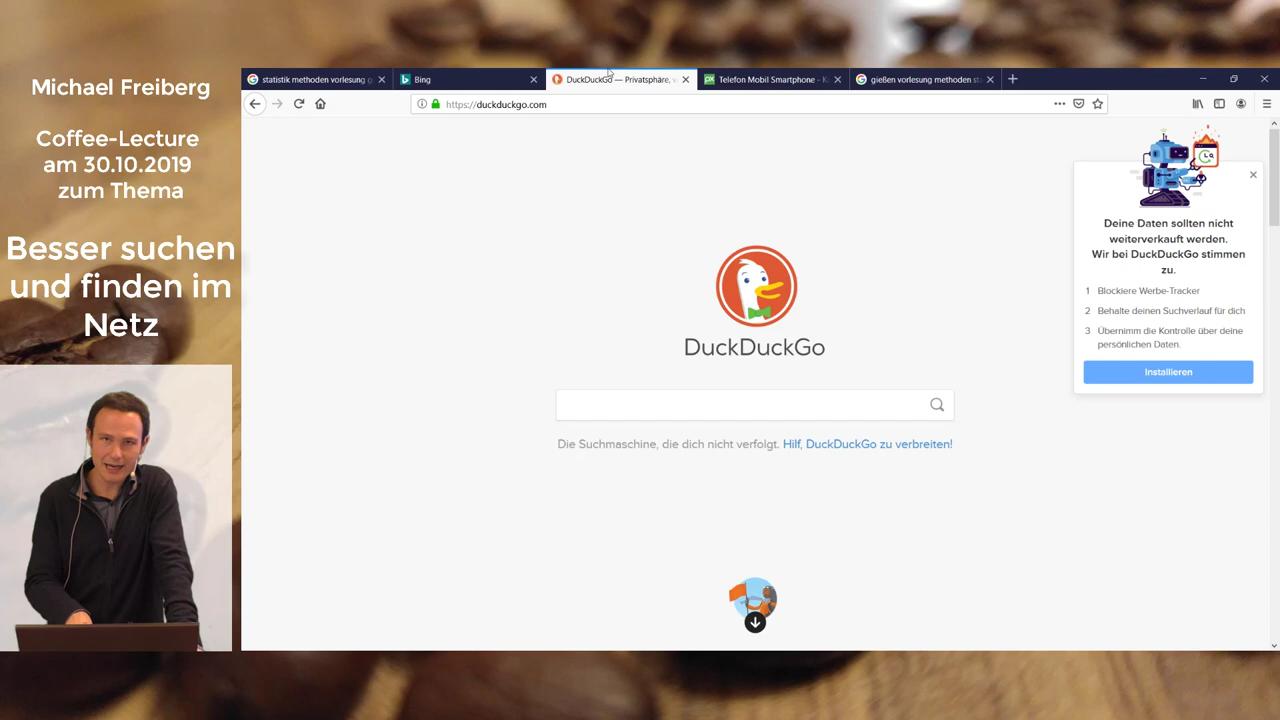 Michael Freiberg
Coffee-Lecture
am 30.10.2019
zum Thema
Besser suchen
und finden im
Netz
statistik methoden vorlesung g
Bing
DuckDuckGo — Privatsphäre, v
Telefon Mobil Smartphone - K
gießen vorlesung methoden st
https://duckduckgo.com
Deine Daten sollten nicht
weiterverkauft werden.
Wir bei DuckDuckGo stimmen
zu.
1 Blockiere Werbe-Tracker
2 Behalte deinen Suchverlauf für dich
3 Übernimm die Kontrolle über deine
persönlichen Daten.
Installieren
DuckDuckGo
Die Suchmaschine, die dich nicht verfolgt. Hilf, DuckDuckGo zu verbreiten!